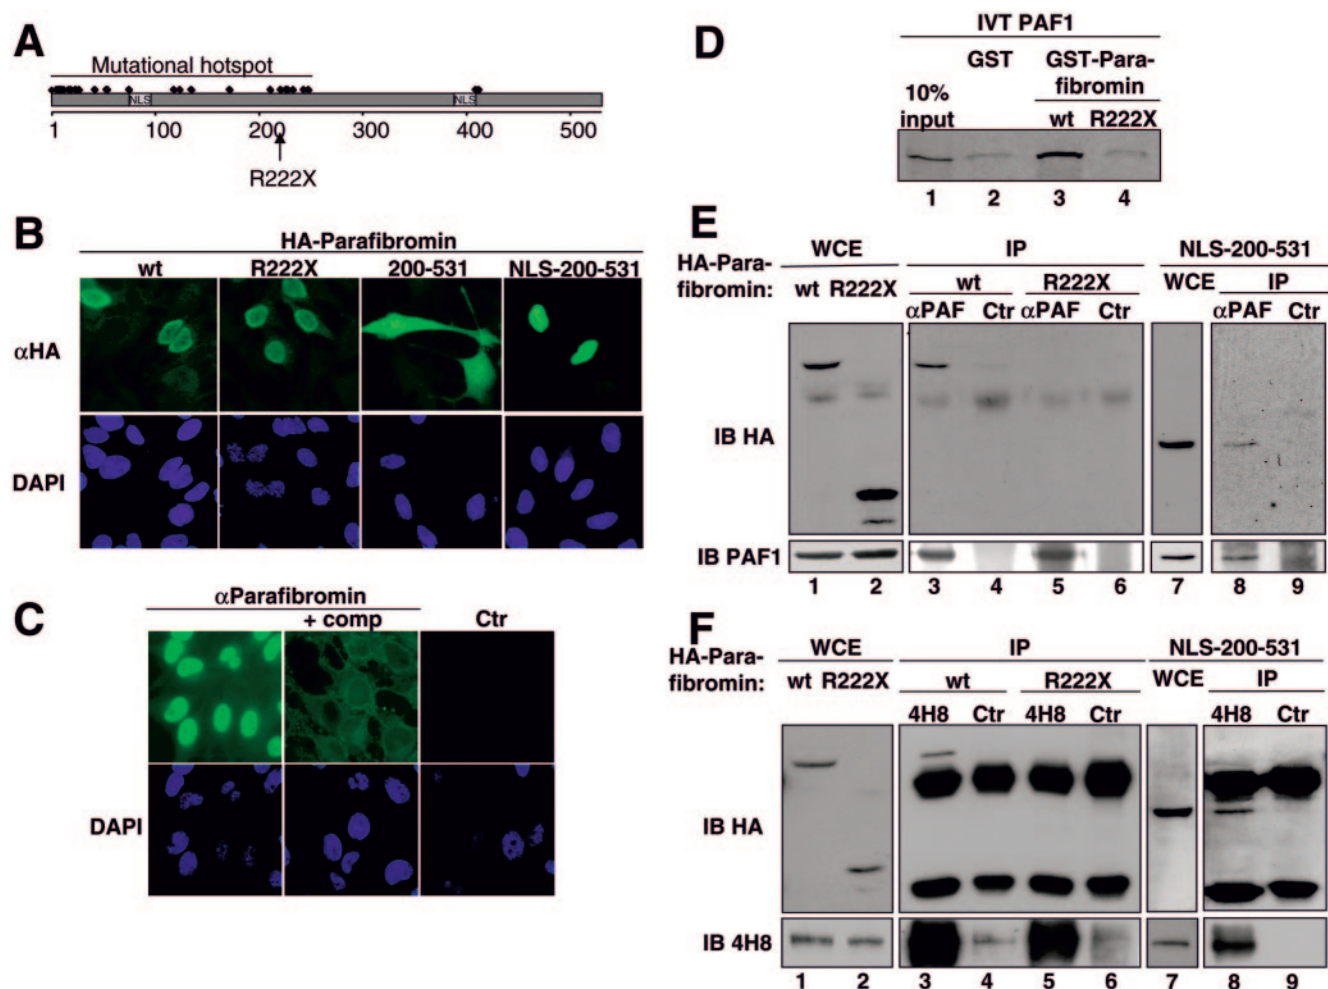 A
Mutational hotspot
NLS NLS
1 100 200 300 400 500
R222X
B
HA-Parafibromin
wt R222X 200-531 NLS-200-531
αHA
DAPI
C
αParafibromin
+ comp Ctr
DAPI
D
IVT PAF1
GST GST-Para-
fibromin
10%
input wt R222X
1 2 3 4
E
WCE IP NLS-200-531
HA-Para-
fibromin: wt R222X wt R222X WCE IP
αPAF Ctr αPAF Ctr αPAF Ctr
IB HA
IB PAF1
1 2 3 4 5 6 7 8 9
F
WCE IP NLS-200-531
HA-Para-
fibromin: wt R222X wt R222X WCE IP
4H8 Ctr 4H8 Ctr 4H8 Ctr
IB HA
IB 4H8
1 2 3 4 5 6 7 8 9